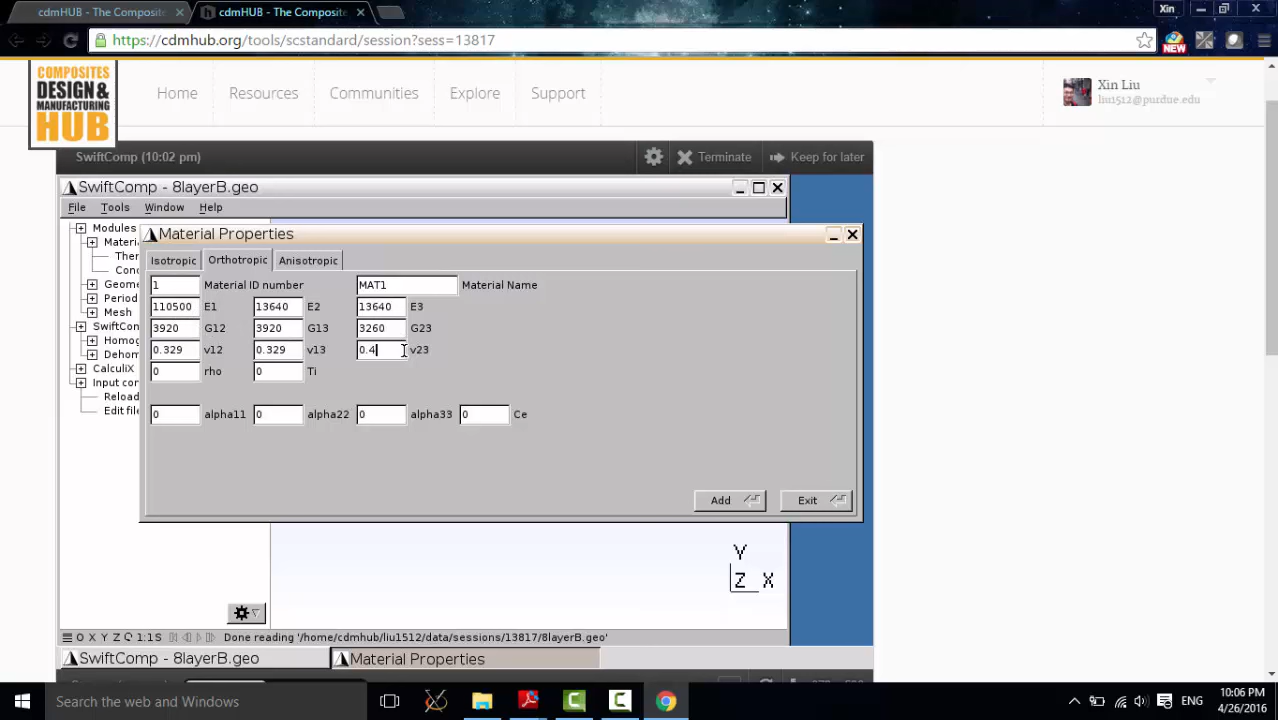 cdmHUB - The Composite
cdmHUB - The Composite
Xin
https://cdmhub.org/tools/scstandard/session?sess=13817
NEW
COMPOSITES
DESIGN &
MANUFACTURING
HUB
Home
Resources
Communities
Explore
Support
Xin Liu
liu1512@purdue.edu
SwiftComp (10:02 pm)
Terminate
Keep for later
SwiftComp - 8layerB.geo
File Tools Window Help
Modules
Materia
Ther
Cond
Geome
Period
Mesh
SwiftCom
Homog
Dehom
CalculiX
Input con
Reload
Edit file
Material Properties
Isotropic Orthotropic Anisotropic
1 Material ID number MAT1 Material Name
110500 E1 13640 E2 13640 E3
3920 G12 3920 G13 3260 G23
0.329 v12 0.329 v13 0.4 v23
0 rho 0 Ti
0 alpha11 0 alpha22 0 alpha33 0 Ce
Add Exit
Y
Z X
O X Y Z 1:1 S Done reading '/home/cdmhub/liu1512/data/sessions/13817/8layerB.geo'
SwiftComp - 8layerB.geo
Material Properties
Search the web and Windows
ENG
10:06 PM
4/26/2016